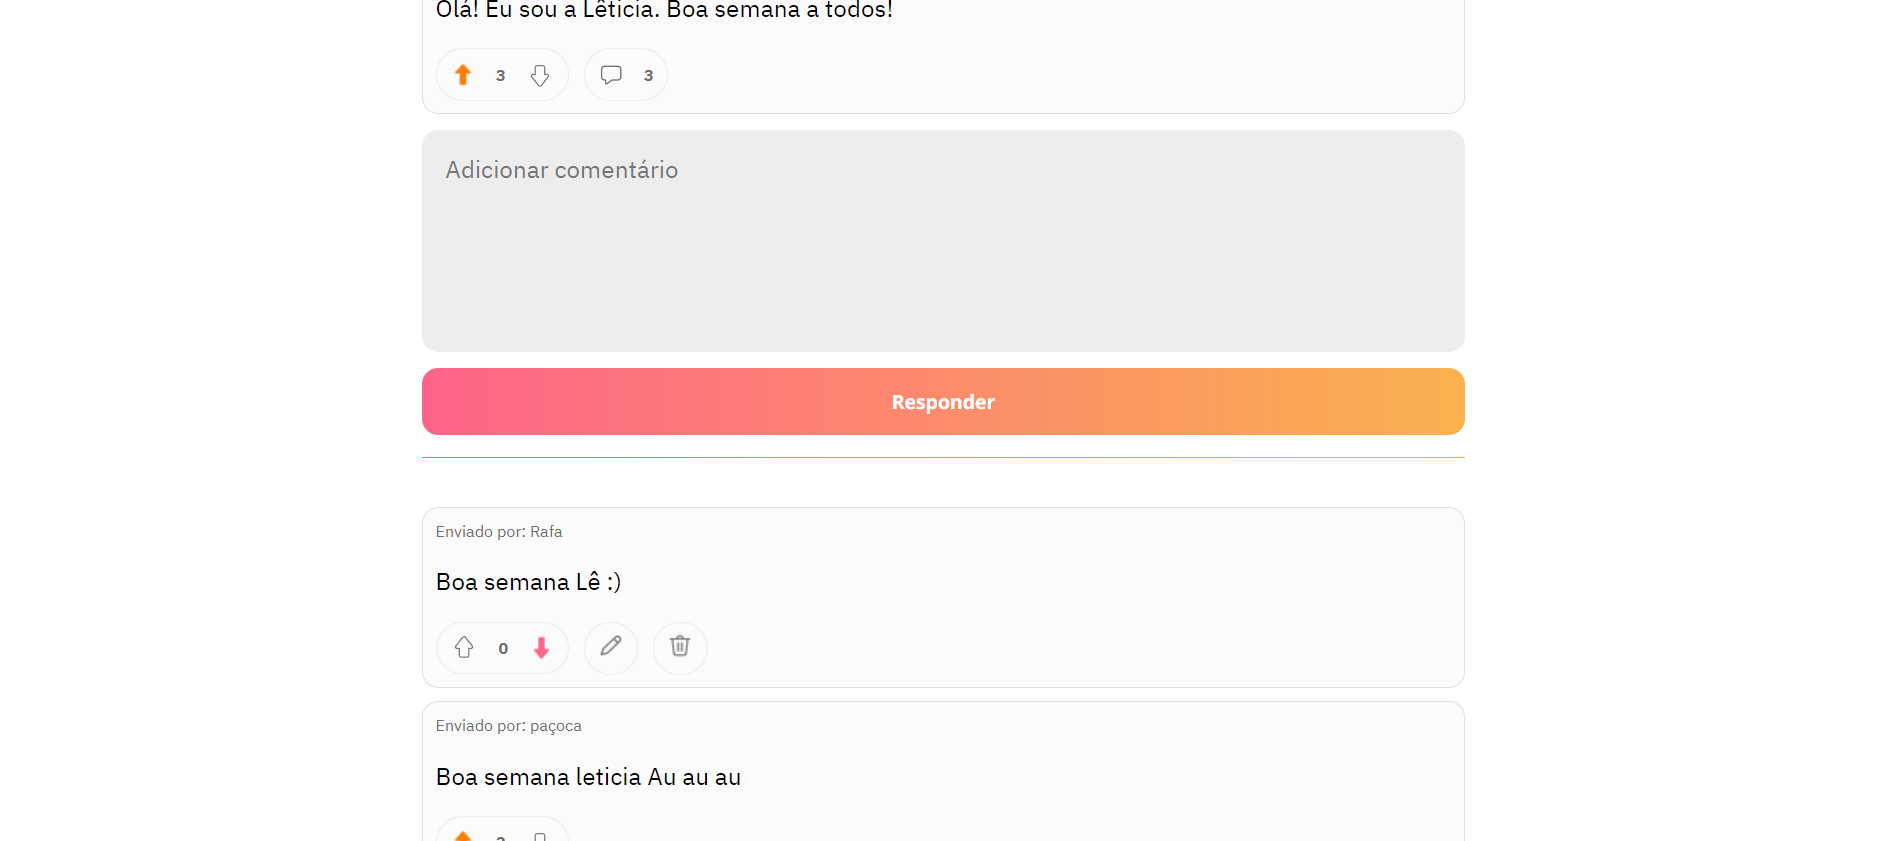 Olá! Eu sou a Lêticia. Boa semana a todos!
3 3
Adicionar comentário
Responder
Enviado por: Rafa
Boa semana Lê :)
0
Enviado por: paçoca
Boa semana leticia Au au au